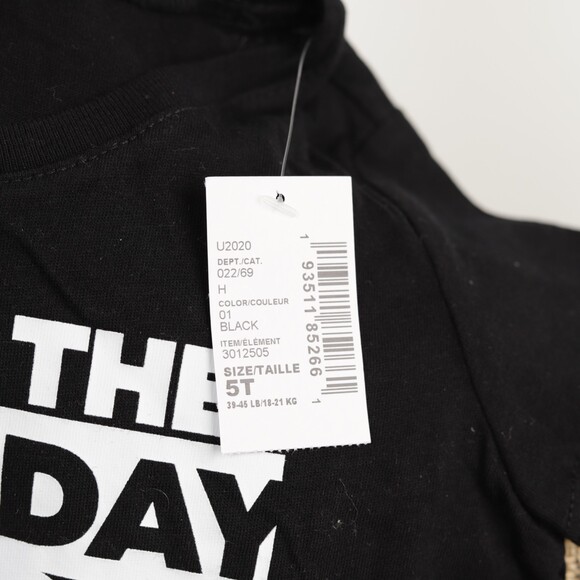 U2020
DEPT./CAT.
022/69
H
COLOR/COULEUR
01
BLACK
ITEM/ÉLÉMENT
3012505
SIZE/TAILLE
5T
39-45 LB/18-21 KG
1 93511 85266 1
THE
DAY